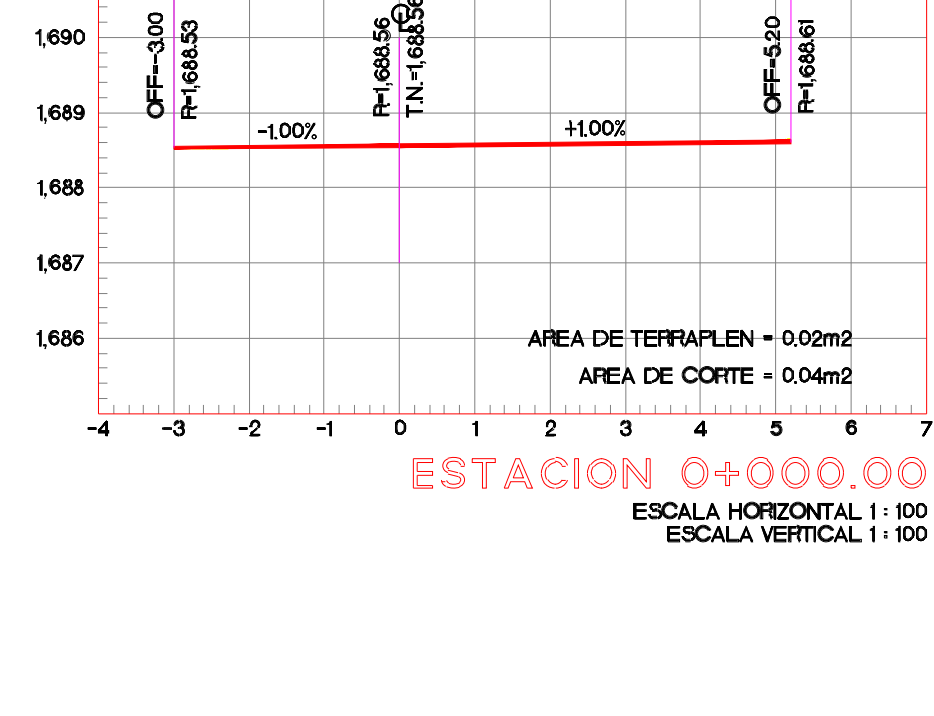 OFF=-3.00
R=1,688.53
R=1,688.56
T.N.=1,688.56
OFF=5.20
R=1,688.61
1,690
1,689
-1.00%
+1.00%
1,688
1,687
1,686
AREA DE TERRAPLEN = 0.02m2
AREA DE CORTE = 0.04m2
-4 -3 -2 -1 0 1 2 3 4 5 6 7
ESTACION 0+000.00
ESCALA HORIZONTAL 1 : 100
ESCALA VERTICAL 1 : 100